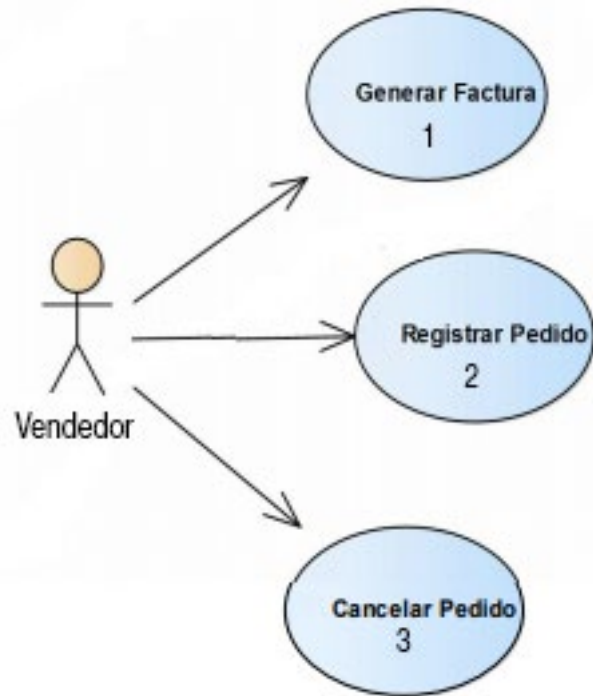 Generar Factura
1
Registrar Pedido
2
Vendedor
Cancelar Pedido
3